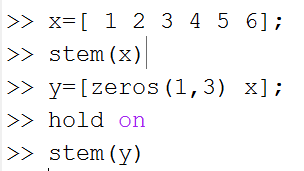 >> x=[ 1 2 3 4 5 6];
>> stem(x)
>> y=[zeros(1,3) x];
>> hold on
>> stem(y)